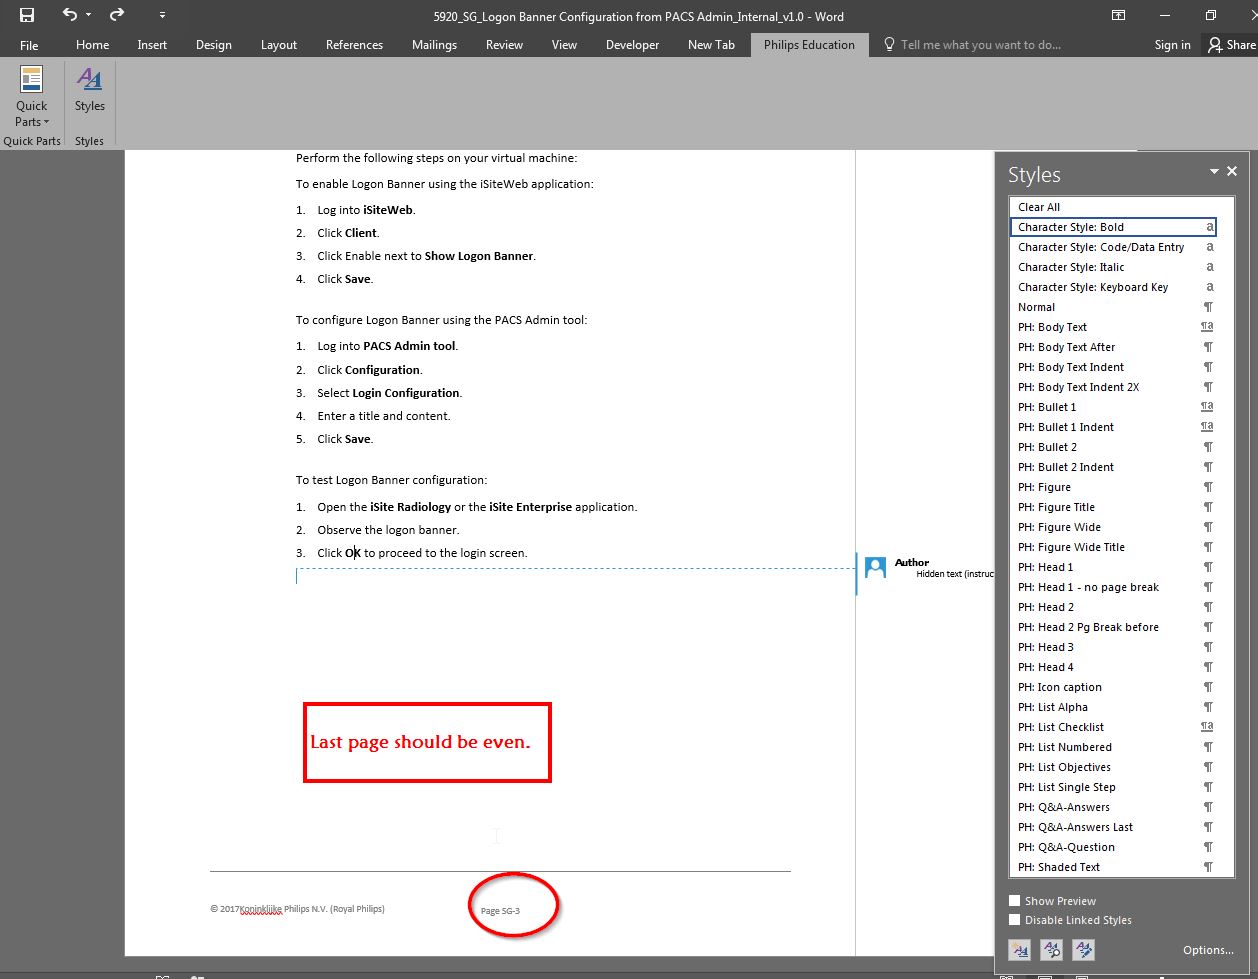 5920_SG_Logon Banner Configuration from PACS Admin_Internal_v1.0 - Word
File Home Insert Design Layout References Mailings Review View Developer New Tab Philips Education Tell me what you want to do... Sign in Share
Quick Parts
Styles
Quick Parts Styles
Perform the following steps on your virtual machine:
To enable Logon Banner using the iSiteWeb application:
1. Log into iSiteWeb.
2. Click Client.
3. Click Enable next to Show Logon Banner.
4. Click Save.
To configure Logon Banner using the PACS Admin tool:
1. Log into PACS Admin tool.
2. Click Configuration.
3. Select Login Configuration.
4. Enter a title and content.
5. Click Save.
To test Logon Banner configuration:
1. Open the iSite Radiology or the iSite Enterprise application.
2. Observe the logon banner.
3. Click OK to proceed to the login screen.
Author
Hidden text (instruc
Last page should be even.
© 2017Koninklijke Philips N.V. (Royal Philips)
Page SG-3
Styles
Clear All
Character Style: Bold a
Character Style: Code/Data Entry a
Character Style: Italic a
Character Style: Keyboard Key a
Normal ¶
PH: Body Text ¶a
PH: Body Text After ¶
PH: Body Text Indent ¶
PH: Body Text Indent 2X ¶
PH: Bullet 1 ¶a
PH: Bullet 1 Indent ¶a
PH: Bullet 2 ¶
PH: Bullet 2 Indent ¶
PH: Figure ¶
PH: Figure Title ¶
PH: Figure Wide ¶
PH: Figure Wide Title ¶
PH: Head 1 ¶
PH: Head 1 - no page break ¶
PH: Head 2 ¶
PH: Head 2 Pg Break before ¶
PH: Head 3 ¶
PH: Head 4 ¶
PH: Icon caption ¶
PH: List Alpha ¶
PH: List Checklist ¶a
PH: List Numbered ¶
PH: List Objectives ¶
PH: List Single Step ¶
PH: Q&A-Answers ¶
PH: Q&A-Answers Last ¶
PH: Q&A-Question ¶
PH: Shaded Text ¶
Show Preview
Disable Linked Styles
Options...